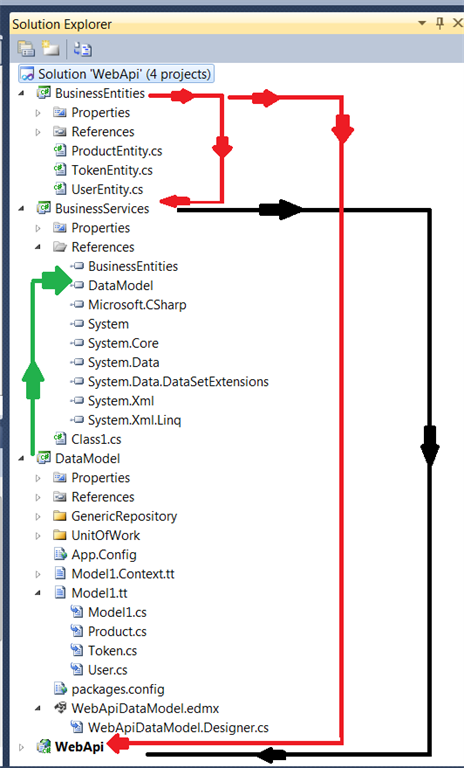 Solution Explorer
Solution 'WebApi' (4 projects)
BusinessEntities
Properties
References
ProductEntity.cs
TokenEntity.cs
UserEntity.cs
BusinessServices
Properties
References
BusinessEntities
DataModel
Microsoft.CSharp
System
System.Core
System.Data
System.Data.DataSetExtensions
System.Xml
System.Xml.Linq
Class1.cs
DataModel
Properties
References
GenericRepository
UnitOfWork
App.Config
Model1.Context.tt
Model1.tt
Model1.cs
Product.cs
Token.cs
User.cs
packages.config
WebApiDataModel.edmx
WebApiDataModel.Designer.cs
WebApi